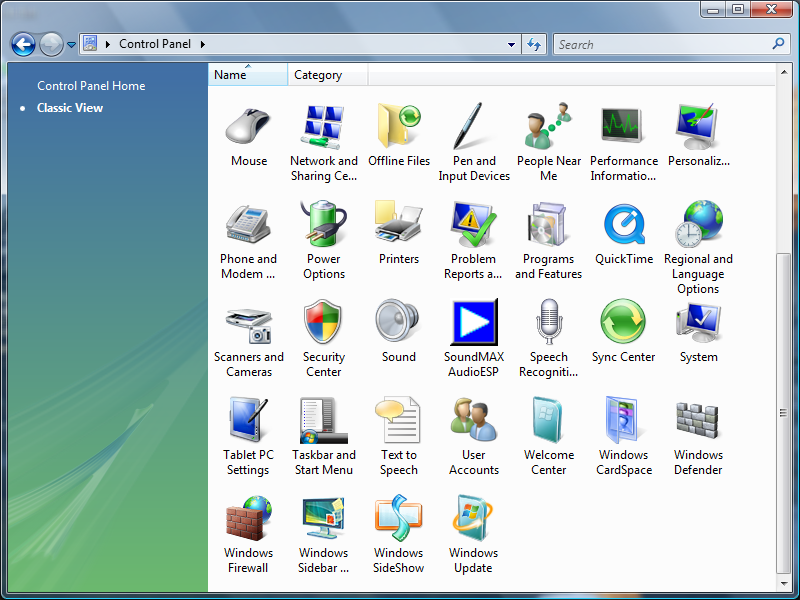 Control Panel
Search
Control Panel Home
Classic View
Name
Category
Mouse
Network and
Sharing Ce...
Offline Files
Pen and
Input Devices
People Near
Me
Performance
Informatio...
Personaliz...
Phone and
Modem ...
Power
Options
Printers
Problem
Reports a...
Programs
and Features
QuickTime
Regional and
Language
Options
Scanners and
Cameras
Security
Center
Sound
SoundMAX
AudioESP
Speech
Recogniti...
Sync Center
System
Tablet PC
Settings
Taskbar and
Start Menu
Text to
Speech
User
Accounts
Welcome
Center
Windows
CardSpace
Windows
Defender
Windows
Firewall
Windows
Sidebar ...
Windows
SideShow
Windows
Update